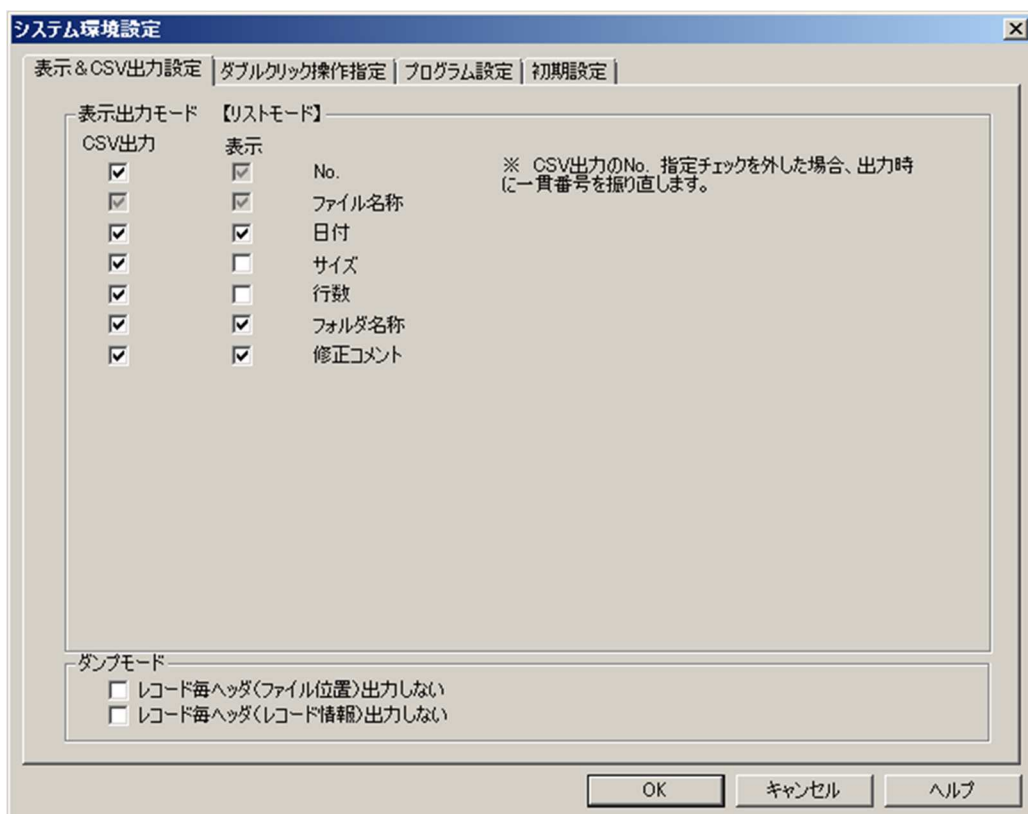 システム環境設定
表示&CSV出力設定 ダブルクリック操作指定 プログラム設定 初期設定
表示出力モード 【リストモード】
CSV出力 表示
No.
ファイル名称
日付
サイズ
行数
フォルダ名称
修正コメント
※ CSV出力のNo. 指定チェックを外した場合、出力時
に一貫番号を振り直します。
ダンプモード
レコード毎ヘッダ(ファイル位置)出力しない
レコード毎ヘッダ(レコード情報)出力しない
OK キャンセル ヘルプ